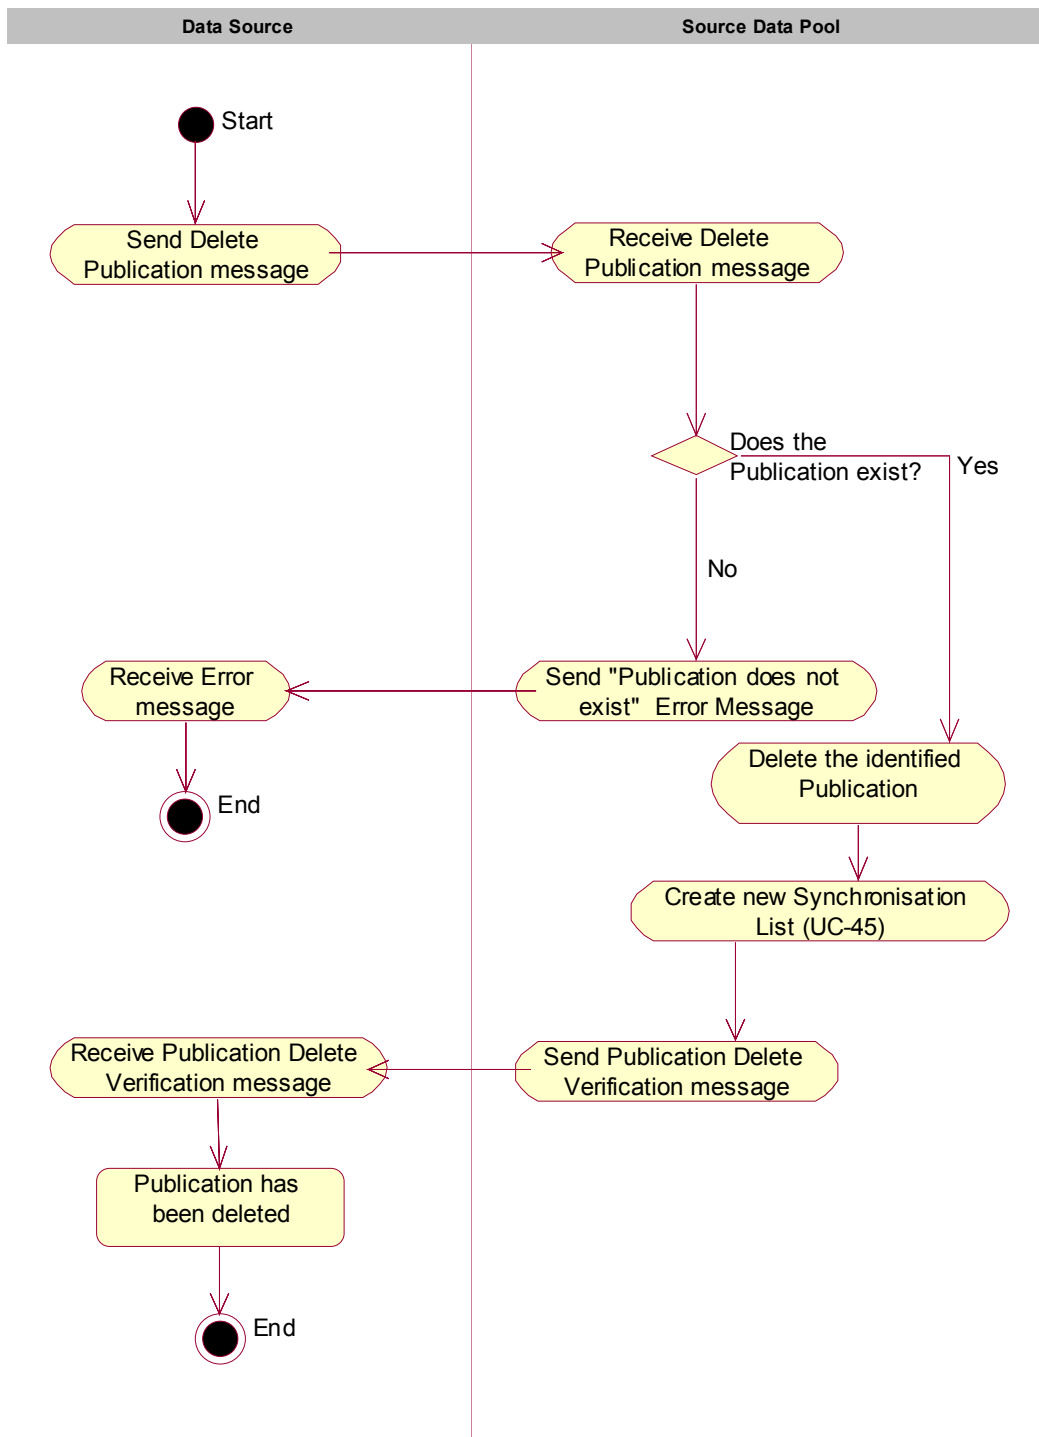 Data Source
Source Data Pool
Start
Send Delete
Publication message
Receive Delete
Publication message
Does the
Publication exist?
Yes
No
Receive Error
message
Send "Publication does not
exist"  Error Message
End
Delete the identified
Publication
Create new Synchronisation
List (UC-45)
Receive Publication Delete
Verification message
Send Publication Delete
Verification message
Publication has
been deleted
End